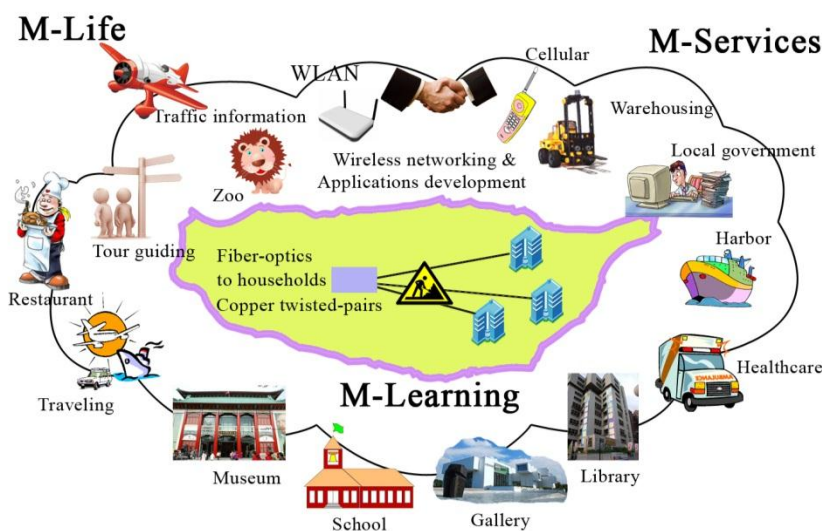 M-Life
M-Services
Cellular
WLAN
Traffic information
Warehousing
Wireless networking &
Applications development
Local government
Zoo
Tour guiding
Fiber-optics
to households
Copper twisted-pairs
Harbor
Restaurant
Healthcare
Traveling
M-Learning
Museum
School
Gallery
Library